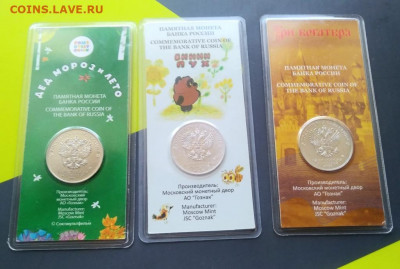 COINS.LAVE.RU
ДЕД МОРОЗ И ЛЕТО
ПАМЯТНАЯ МОНЕТА
БАНКА РОССИИ
COMMEMORATIVE COIN OF
THE BANK OF RUSSIA
Производитель:
Московский монетный двор
АО "Гознак"
Manufacturer:
Moscow Mint
JSC "Goznak"
© Союзмультфильм
ПАМЯТНАЯ МОНЕТА
БАНКА РОССИИ
COMMEMORATIVE COIN OF
THE BANK OF RUSSIA
ВИННИ
ПУХ
Производитель:
Московский монетный двор
АО "Гознак"
Manufacturer:
Moscow Mint
JSC "Goznak"
Три богатыря
ПАМЯТНАЯ МОНЕТА
БАНКА РОССИИ
COMMEMORATIVE COIN OF
THE BANK OF RUSSIA
Производитель:
Московский монетный двор
АО "Гознак"
Manufacturer:
Moscow Mint
JSC "Goznak"